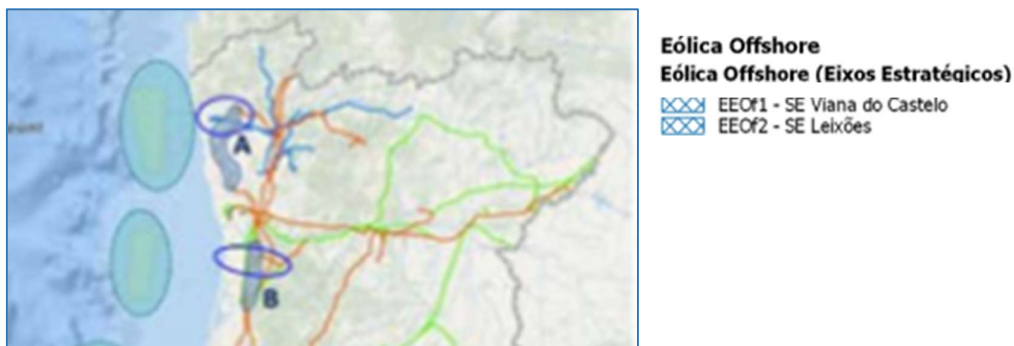 Eólica Offshore
Eólica Offshore (Eixos Estratégicos)
EEOf1 - SE Viana do Castelo
EEOf2 - SE Leixões
A
B